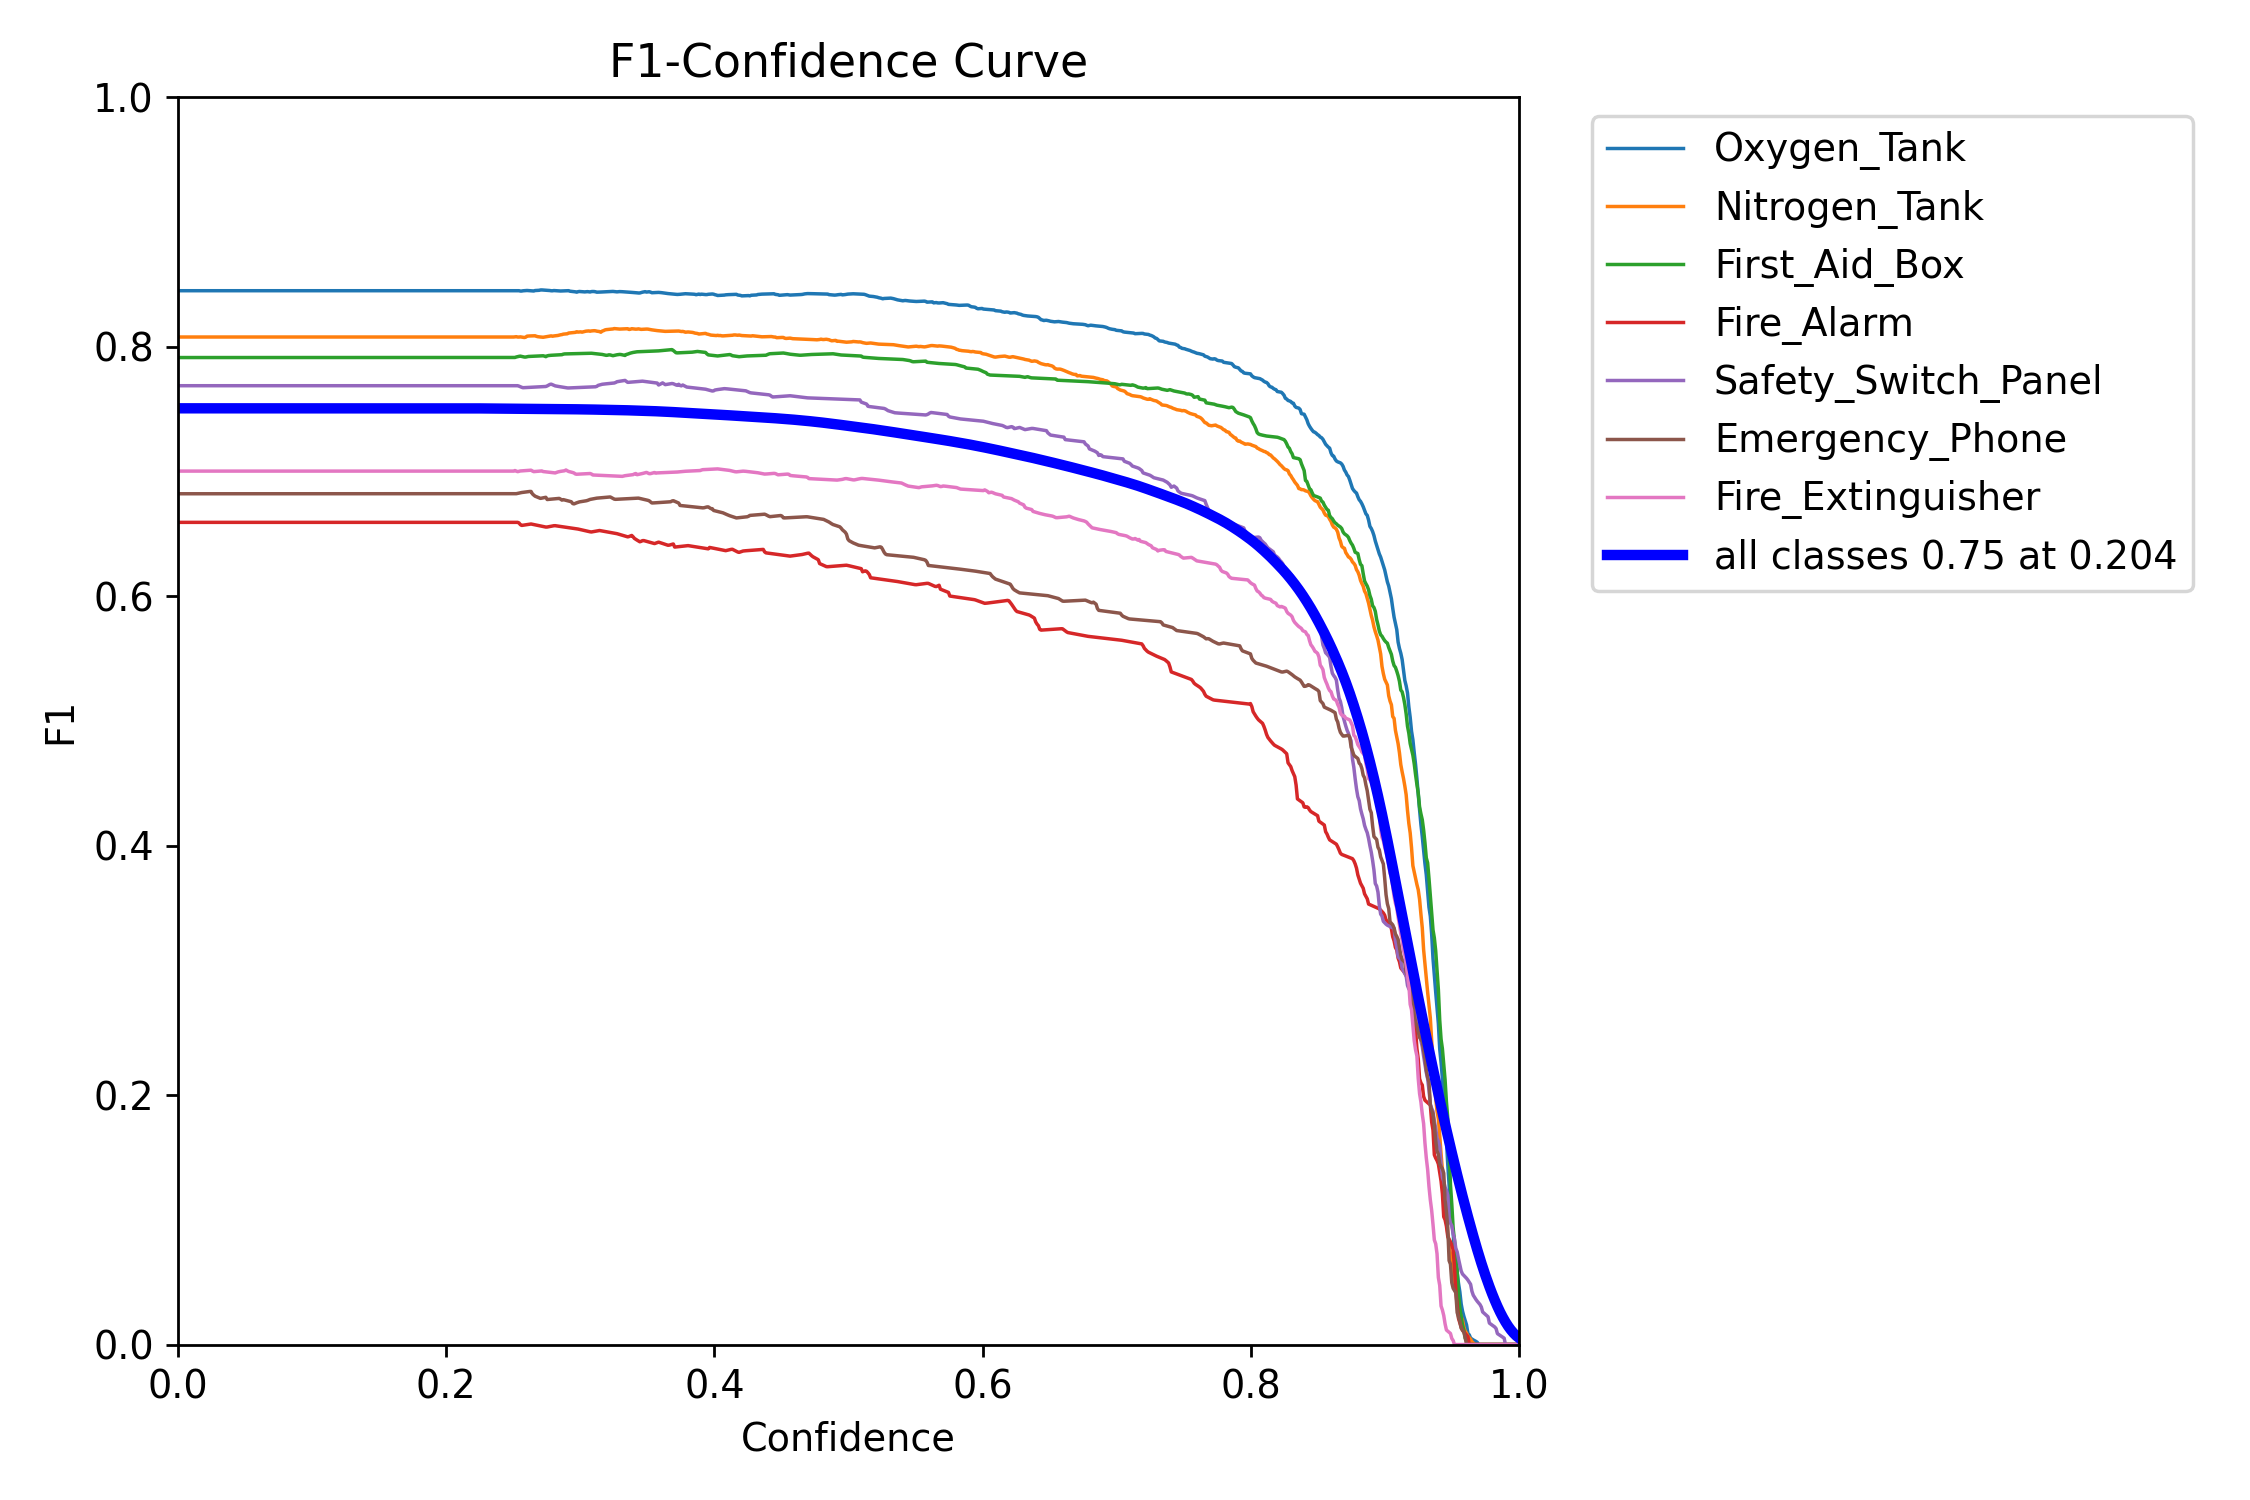 F1-Confidence Curve
1.0
0.8
0.6
0.4
0.2
0.0
F1
0.0 0.2 0.4 0.6 0.8 1.0
Confidence
Oxygen_Tank
Nitrogen_Tank
First_Aid_Box
Fire_Alarm
Safety_Switch_Panel
Emergency_Phone
Fire_Extinguisher
all classes 0.75 at 0.204